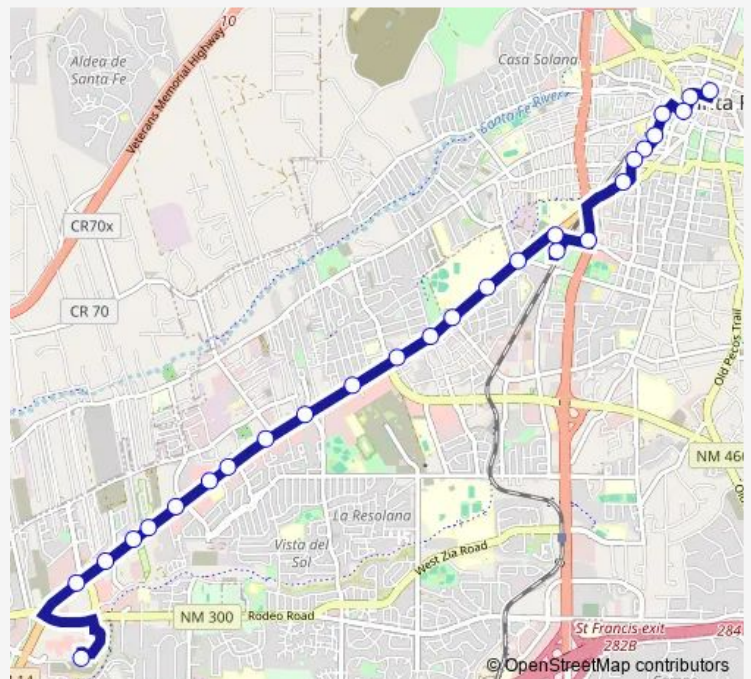 10
Aldea de
Santa Fe
Casa Solana
Veterans Memorial Highway
Santa Fe River
CR70x
CR 70
Old Pecos Trail
NM 466
La Resolana
Vista del
Sol
West Zia Road
NM 300
Rodeo Road
St Francis exit
282B
284
© OpenStreetMap contributors